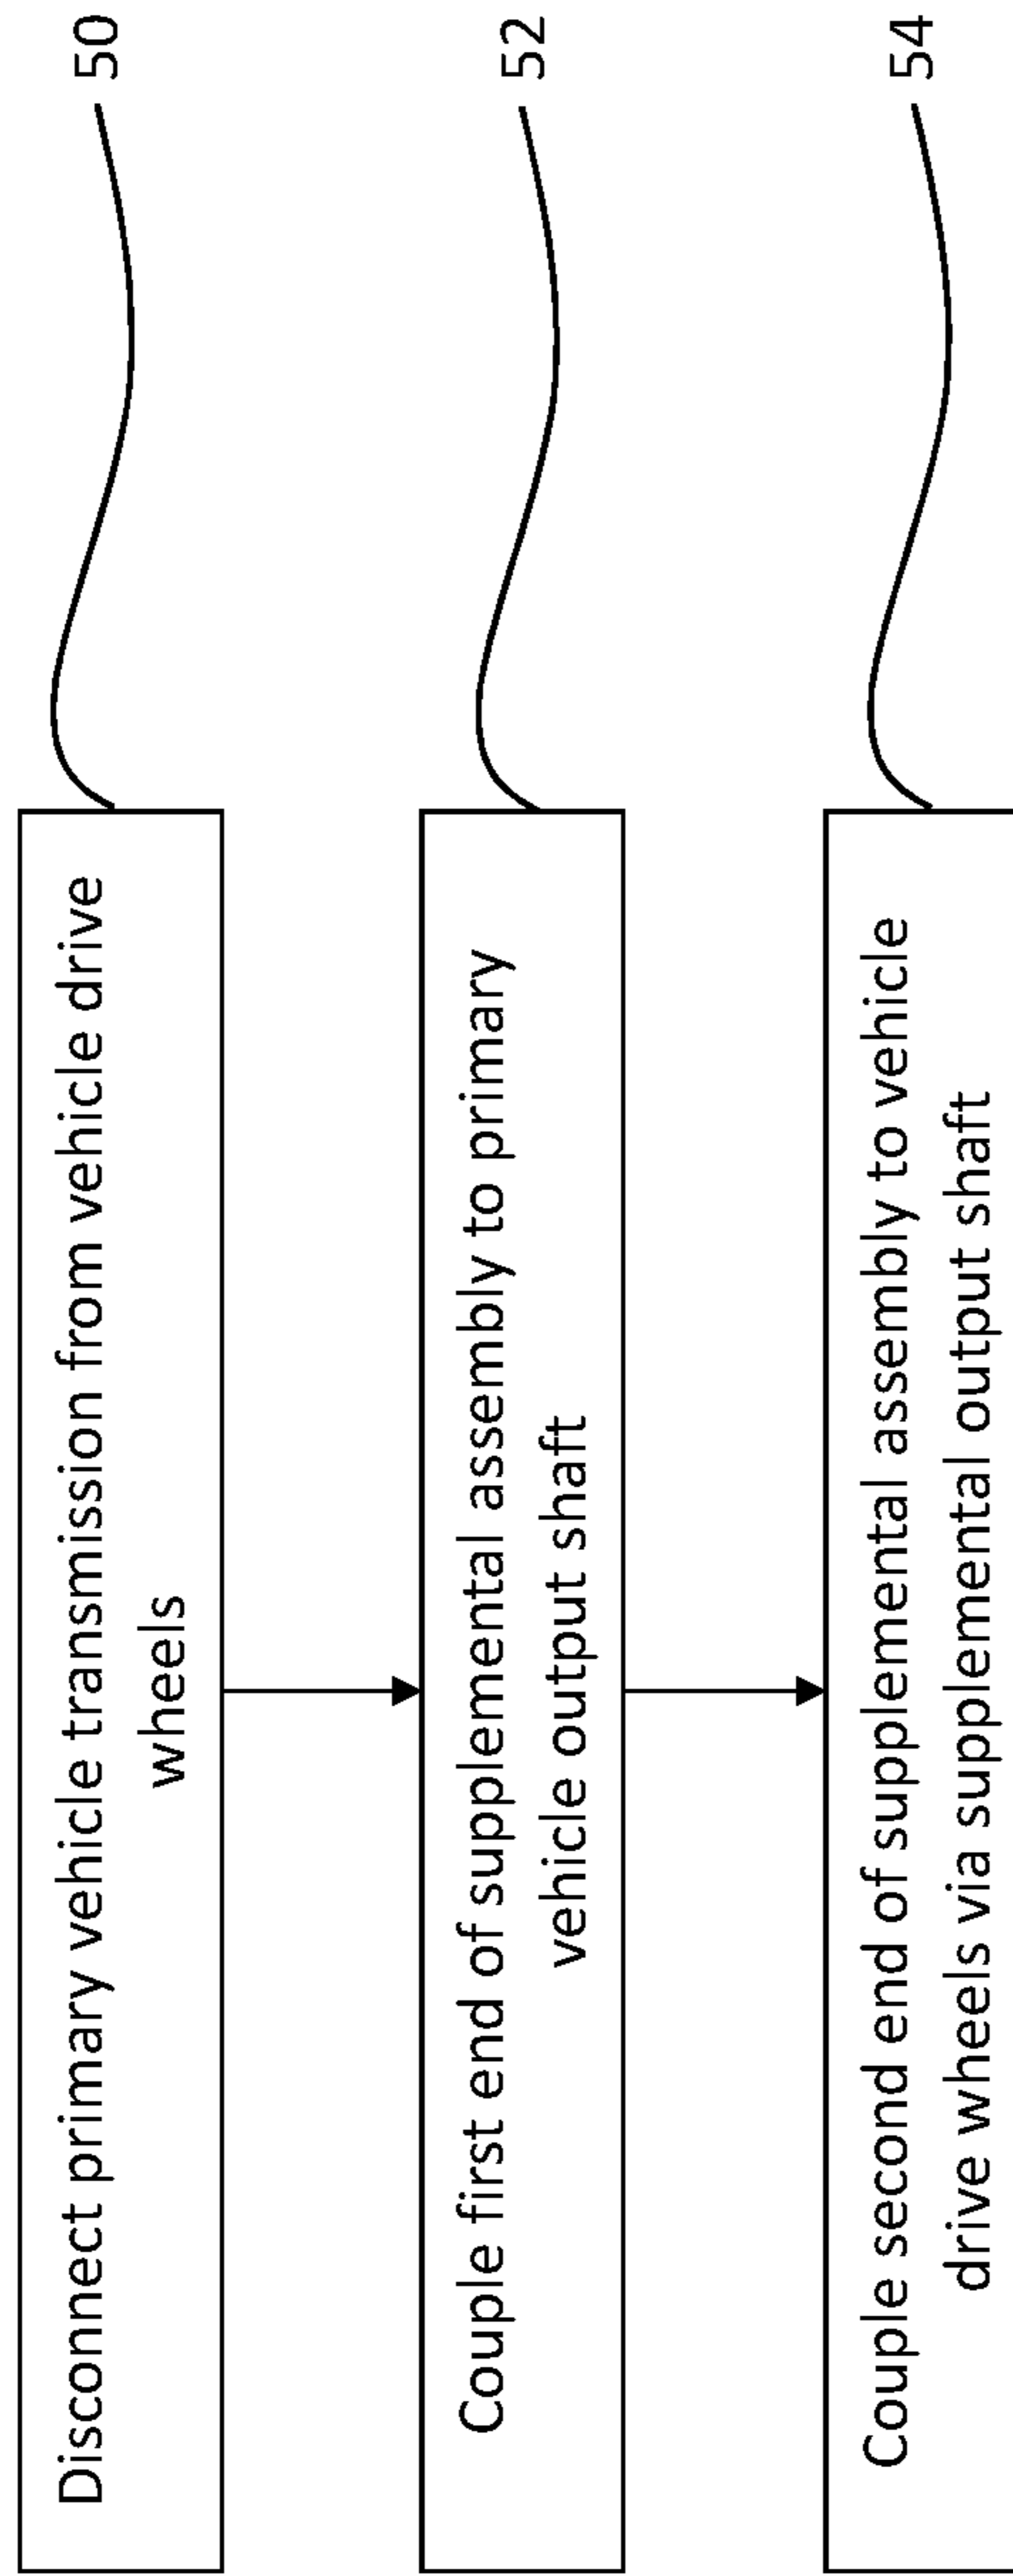 Disconnect primary vehicle transmission from vehicle drive
wheels
50
Couple first end of supplemental assembly to primary
vehicle output shaft
52
Couple second end of supplemental assembly to vehicle
drive wheels via supplemental output shaft
54